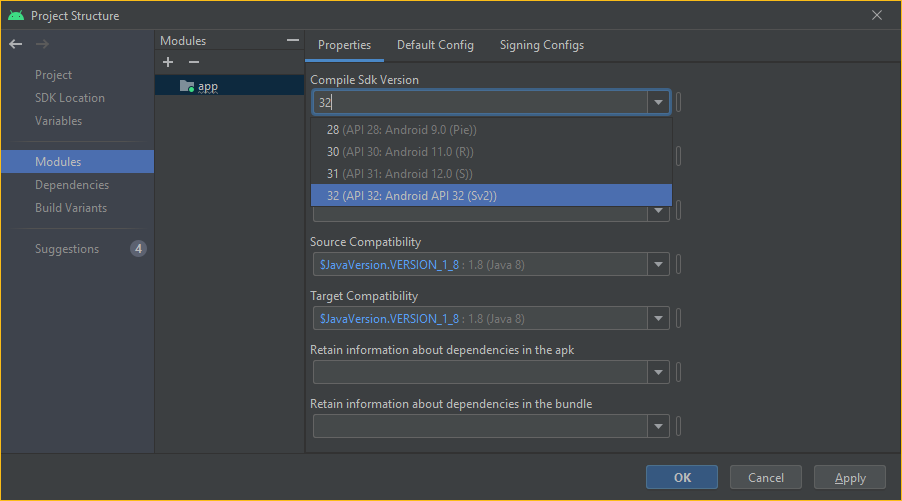 Project Structure
Project
SDK Location
Variables
Modules
Dependencies
Build Variants
Suggestions 4
Modules
app
Properties Default Config Signing Configs
Compile Sdk Version
32
28 (API 28: Android 9.0 (Pie))
30 (API 30: Android 11.0 (R))
31 (API 31: Android 12.0 (S))
32 (API 32: Android API 32 (Sv2))
Source Compatibility
$JavaVersion.VERSION_1_8 : 1.8 (Java 8)
Target Compatibility
$JavaVersion.VERSION_1_8 : 1.8 (Java 8)
Retain information about dependencies in the apk
Retain information about dependencies in the bundle
OK Cancel Apply